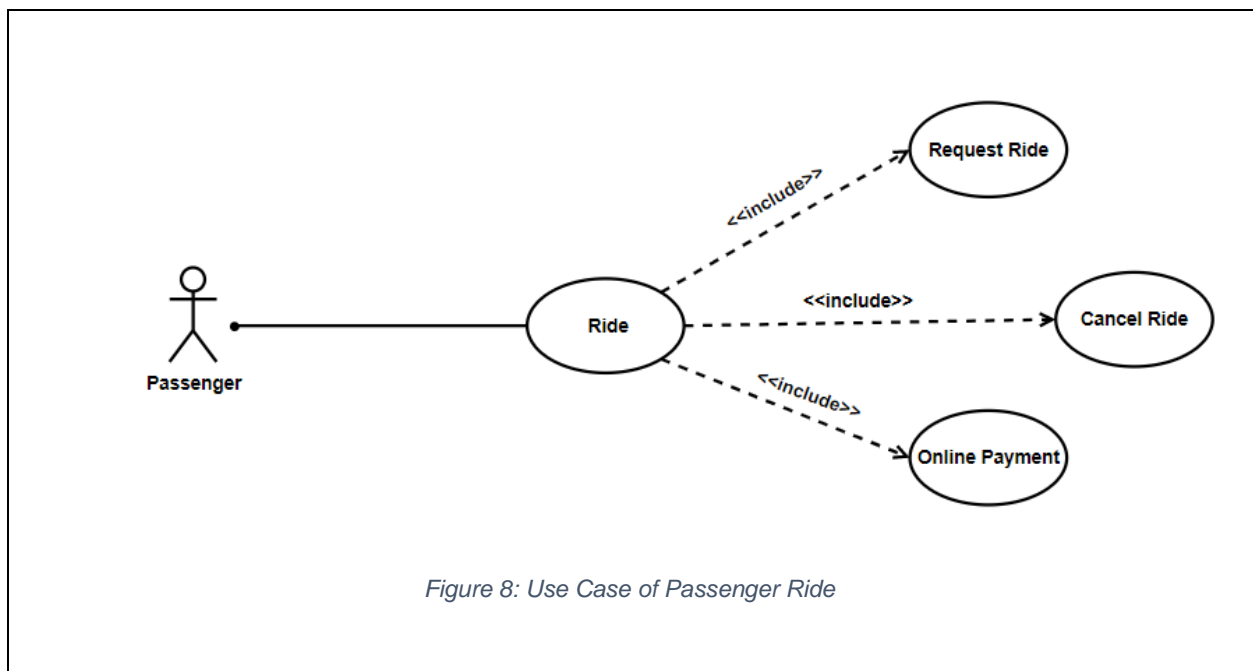 Request Ride
<<include>>
<<include>>
Cancel Ride
Ride
Passenger
<<include>>
Online Payment
Figure 8: Use Case of Passenger Ride